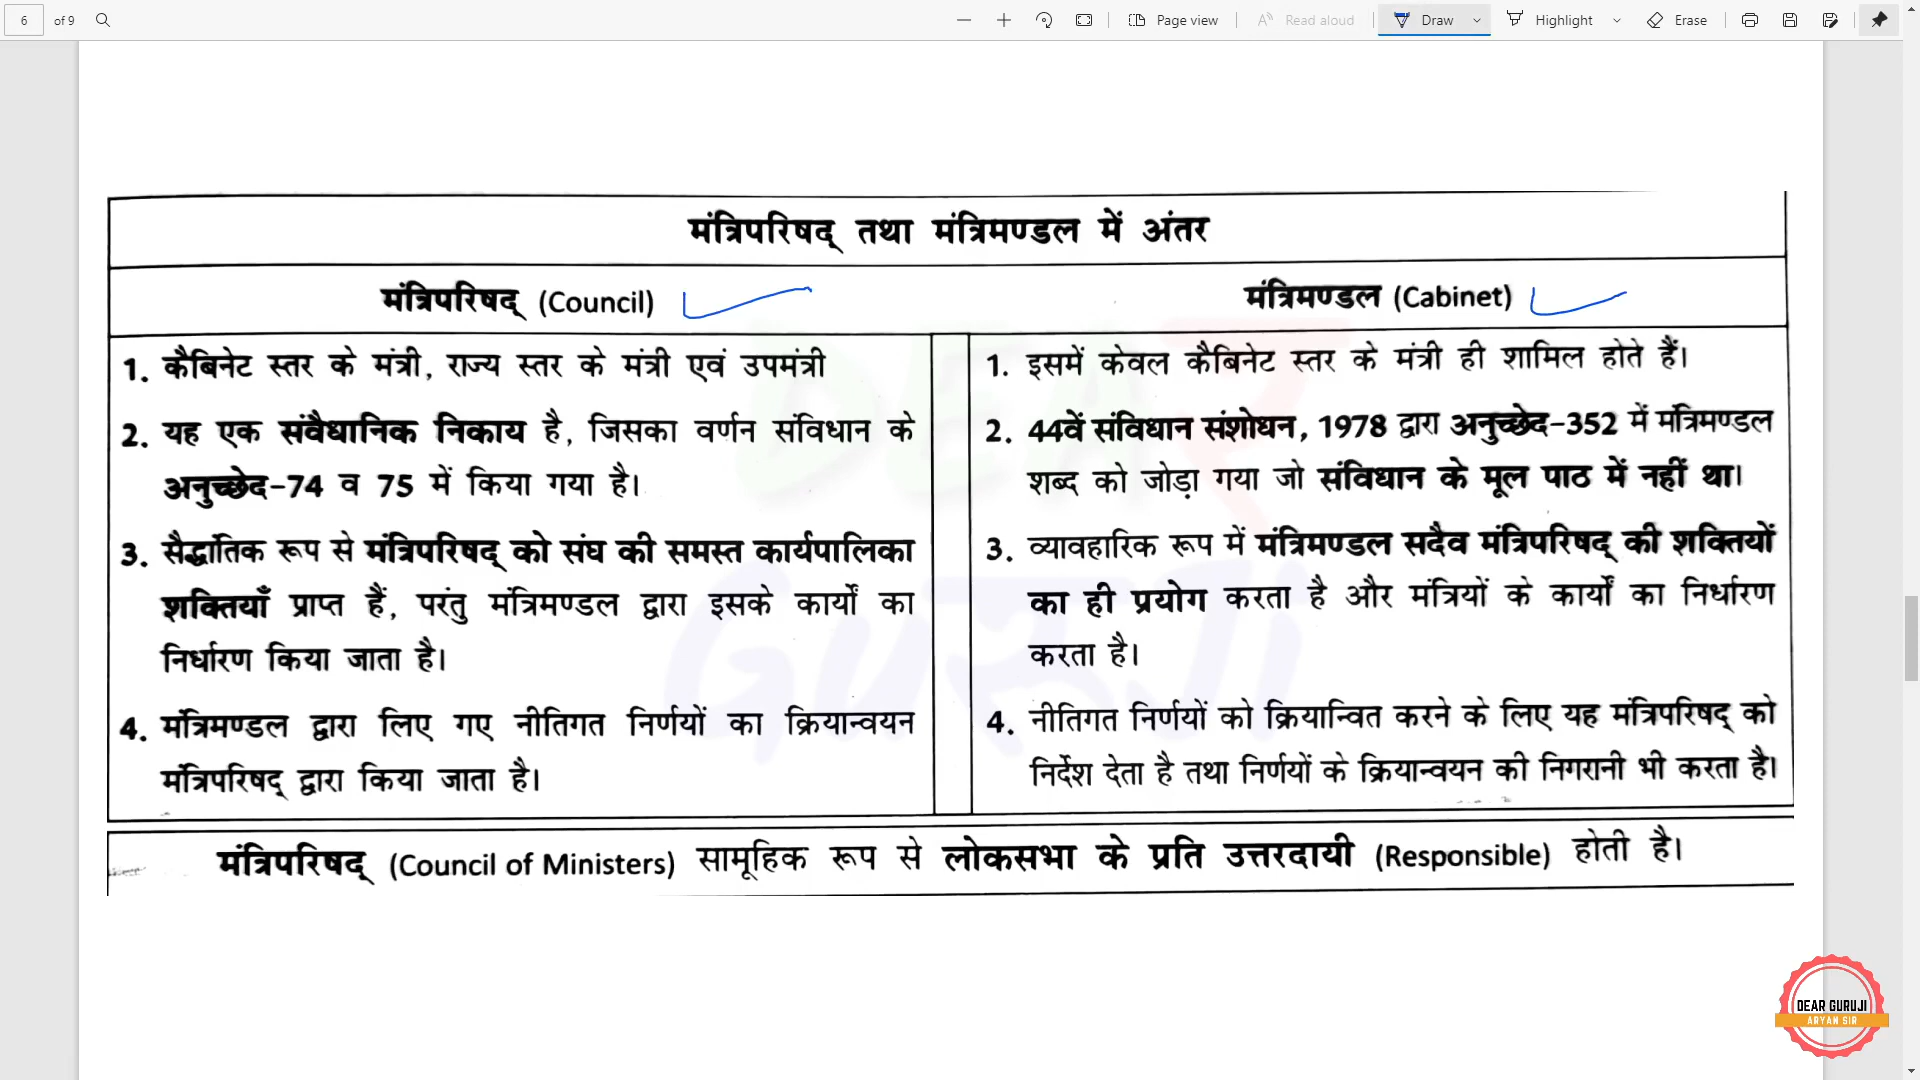 6 of 9 Page view Read aloud Draw Highlight Erase
मंत्रिपरिषद् तथा मंत्रिमण्डल में अंतर
मंत्रिपरिषद् (Council)
मंत्रिमण्डल (Cabinet)
1. कैबिनेट स्तर के मंत्री, राज्य स्तर के मंत्री एवं उपमंत्री
2. यह एक संवैधानिक निकाय है, जिसका वर्णन संविधान के
अनुच्छेद-74 व 75 में किया गया है।
3. सैद्धांतिक रूप से मंत्रिपरिषद् को संघ की समस्त कार्यपालिका
शक्तियाँ प्राप्त हैं, परंतु मंत्रिमण्डल द्वारा इसके कार्यों का
निर्धारण किया जाता है।
4. मंत्रिमण्डल द्वारा लिए गए नीतिगत निर्णयों का क्रियान्वयन
मंत्रिपरिषद् द्वारा किया जाता है।
1. इसमें केवल कैबिनेट स्तर के मंत्री ही शामिल होते हैं।
2. 44वें संविधान संशोधन, 1978 द्वारा अनुच्छेद-352 में मंत्रिमण्डल
शब्द को जोड़ा गया जो संविधान के मूल पाठ में नहीं था।
3. व्यावहारिक रूप में मंत्रिमण्डल सदैव मंत्रिपरिषद् की शक्तियों
का ही प्रयोग करता है और मंत्रियों के कार्यों का निर्धारण
करता है।
4. नीतिगत निर्णयों को क्रियान्वित करने के लिए यह मंत्रिपरिषद् को
निर्देश देता है तथा निर्णयों के क्रियान्वयन की निगरानी भी करता है।
मंत्रिपरिषद् (Council of Ministers) सामूहिक रूप से लोकसभा के प्रति उत्तरदायी (Responsible) होती है।
DEAR र
GUरुJI
DEAR GURUJI
ARYAN SIR